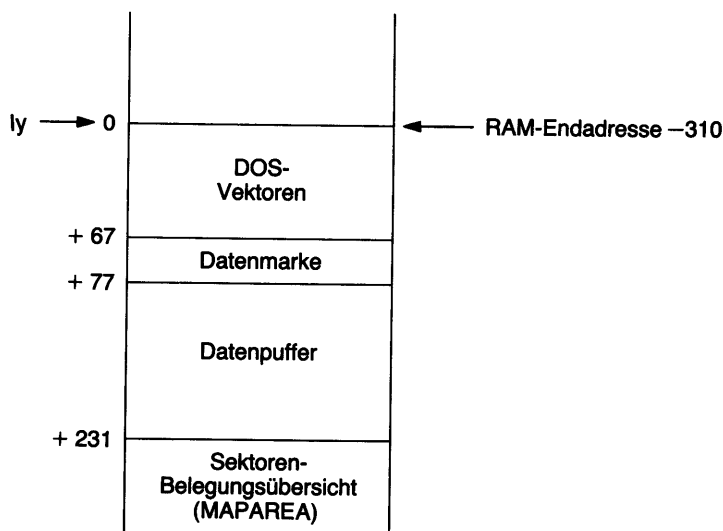 Iy → 0 ← RAM-Endadresse −310
DOS-
Vektoren
+ 67
Datenmarke
+ 77
Datenpuffer
+ 231
Sektoren-
Belegungsübersicht
(MAPAREA)